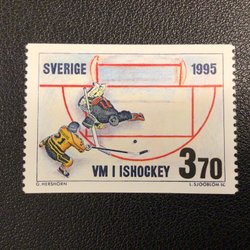 SVERIGE 1995
VM I ISHOCKEY 3.70
G. HERSHORN L. SJÖÖBLOM SC